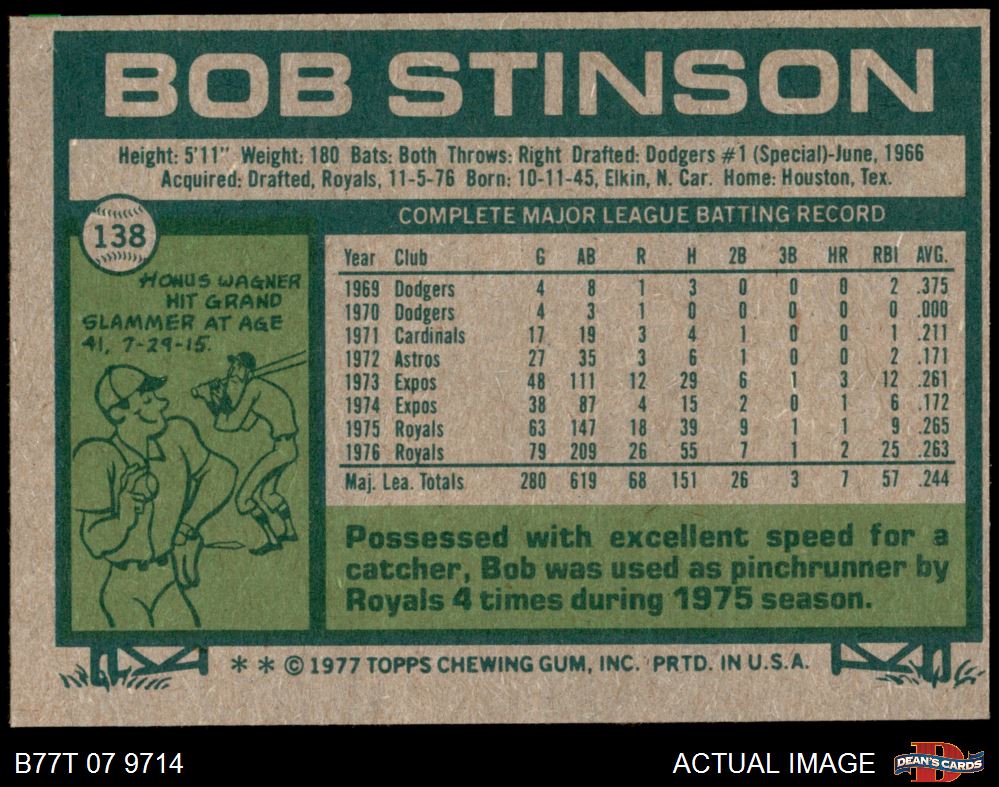 BOB STINSON
Height: 5'11" Weight: 180 Bats: Both Throws: Right Drafted: Dodgers #1 (Special)-June, 1966
Acquired: Drafted, Royals, 11-5-76 Born: 10-11-45, Elkin, N. Car. Home: Houston, Tex.
138
HONUS WAGNER
HIT GRAND
SLAMMER AT AGE
41, 7-29-15.
COMPLETE MAJOR LEAGUE BATTING RECORD
Year Club G AB R H 2B 3B HR RBI AVG.
1969 Dodgers 4 8 1 3 0 0 0 2 .375
1970 Dodgers 4 3 1 0 0 0 0 0 .000
1971 Cardinals 17 19 3 4 1 0 0 1 .211
1972 Astros 27 35 3 6 1 0 0 2 .171
1973 Expos 48 111 12 29 6 1 3 12 .261
1974 Expos 38 87 4 15 2 0 1 6 .172
1975 Royals 63 147 18 39 9 1 1 9 .265
1976 Royals 79 209 26 55 7 1 2 25 .263
Maj. Lea. Totals 280 619 68 151 26 3 7 57 .244
Possessed with excellent speed for a
catcher, Bob was used as pinchrunner by
Royals 4 times during 1975 season.
* * © 1977 TOPPS CHEWING GUM, INC. PRTD. IN U.S.A.
B77T 07 9714
ACTUAL IMAGE
DEAN'S CARDS